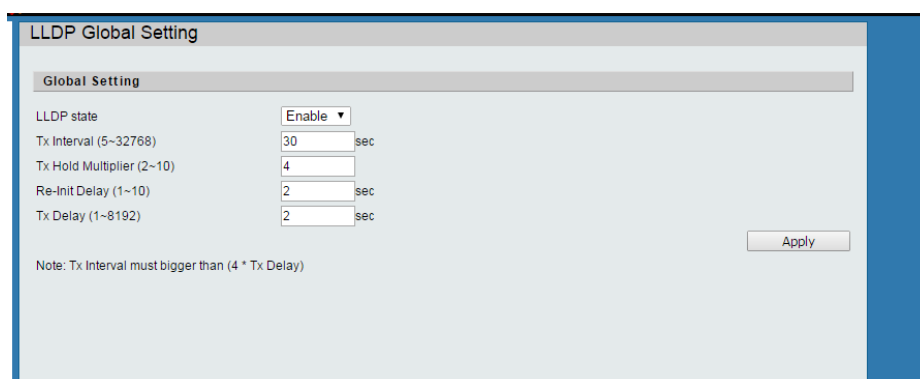 LLDP Global Setting
Global Setting
LLDP state Enable
Tx Interval (5~32768) 30 sec
Tx Hold Multiplier (2~10) 4
Re-Init Delay (1~10) 2 sec
Tx Delay (1~8192) 2 sec
Apply
Note: Tx Interval must bigger than (4 * Tx Delay)